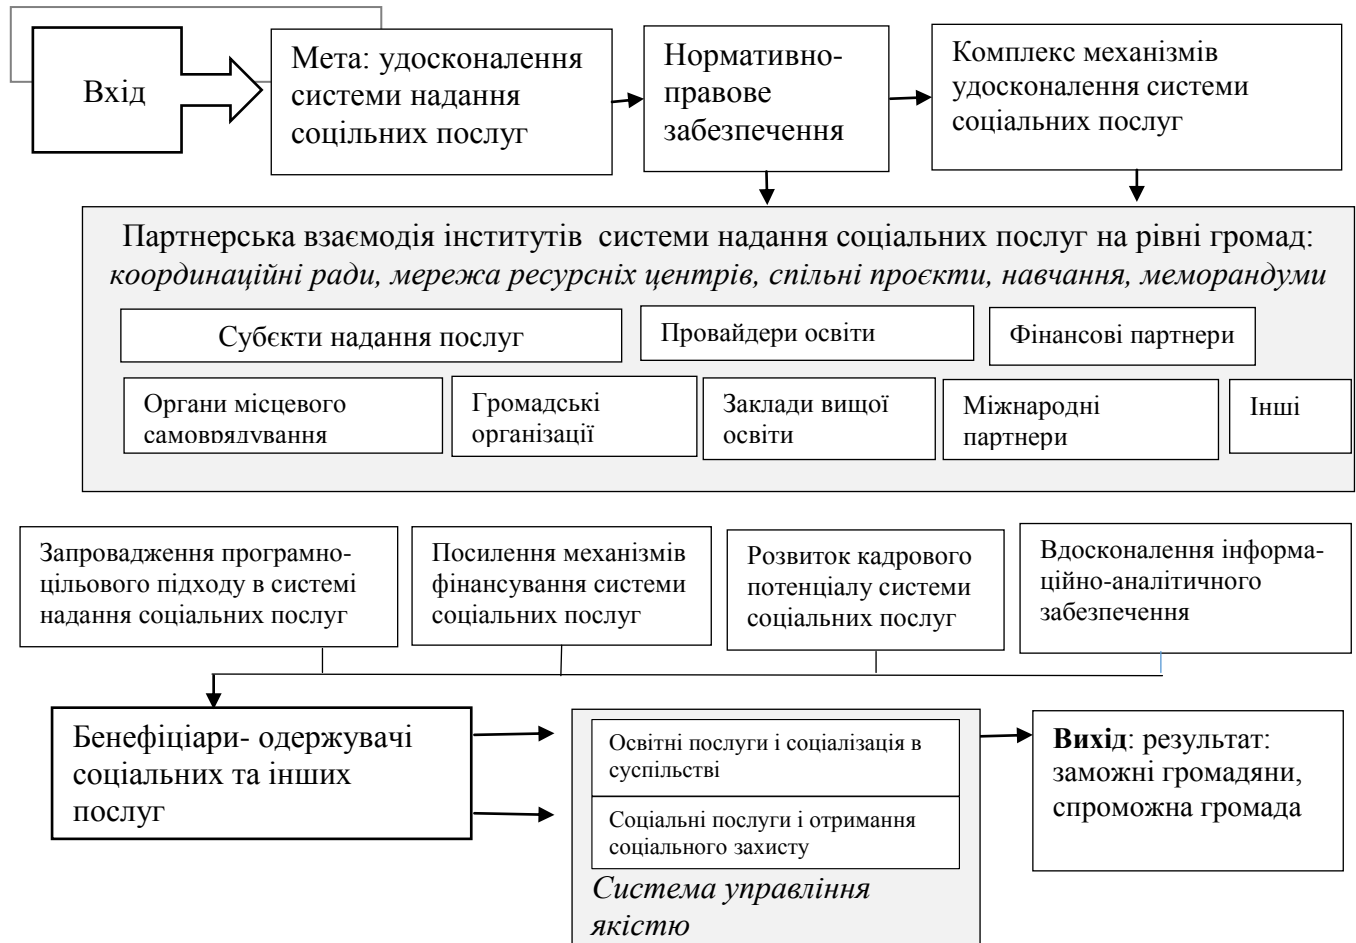 Вхід
Мета: удосконалення
системи надання
соцільних послуг
Нормативно-
правове
забезпечення
Комплекс механізмів
удосконалення системи
соціальних послуг
Партнерська взаємодія інститутів системи надання соціальних послуг на рівні громад:
координаційні ради, мережа ресурсніх центрів, спільні проєкти, навчання, меморандуми
Субєкти надання послуг
Провайдери освіти
Фінансові партнери
Органи місцевого
самоврядування
Громадські
організації
Заклади вищої
освіти
Міжнародні
партнери
Інші
Запровадження програмно-
цільового підходу в системі
надання соціальних послуг
Посилення механізмів
фінансування системи
соціальних послуг
Розвиток кадрового
потенціалу системи
соціальних послуг
Вдосконалення інформа-
ційно-аналітичного
забезпечення
Бенефіціари- одержувачі
соціальних та інших
послуг
Освітні послуги і соціалізація в
суспільстві
Соціальні послуги і отримання
соціального захисту
Система управління
якістю
Вихід: результат:
заможні громадяни,
спроможна громада